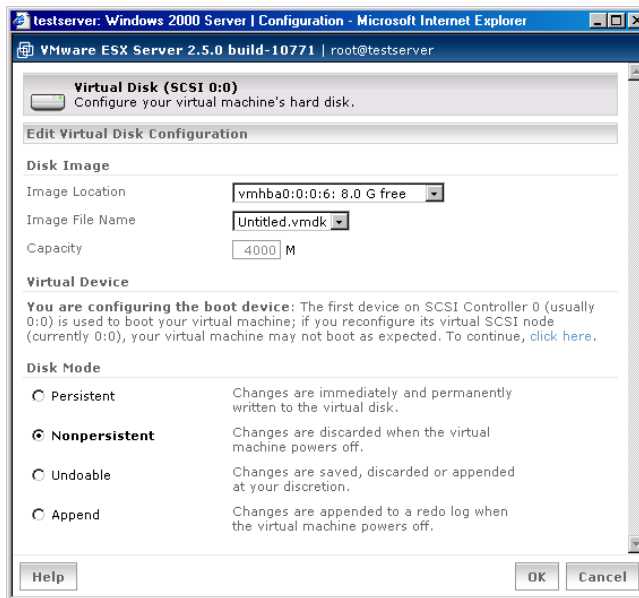 testserver: Windows 2000 Server | Configuration - Microsoft Internet Explorer
VMware ESX Server 2.5.0 build-10771 | root@testserver
Virtual Disk (SCSI 0:0)
Configure your virtual machine's hard disk.
Edit Virtual Disk Configuration
Disk Image
Image Location vmhba0:0:0:6: 8.0 G free
Image File Name Untitled.vmdk
Capacity 4000 M
Virtual Device
You are configuring the boot device: The first device on SCSI Controller 0 (usually
0:0) is used to boot your virtual machine; if you reconfigure its virtual SCSI node
(currently 0:0), your virtual machine may not boot as expected. To continue, click here.
Disk Mode
Persistent Changes are immediately and permanently
written to the virtual disk.
Nonpersistent Changes are discarded when the virtual
machine powers off.
Undoable Changes are saved, discarded or appended
at your discretion.
Append Changes are appended to a redo log when
the virtual machine powers off.
Help OK Cancel